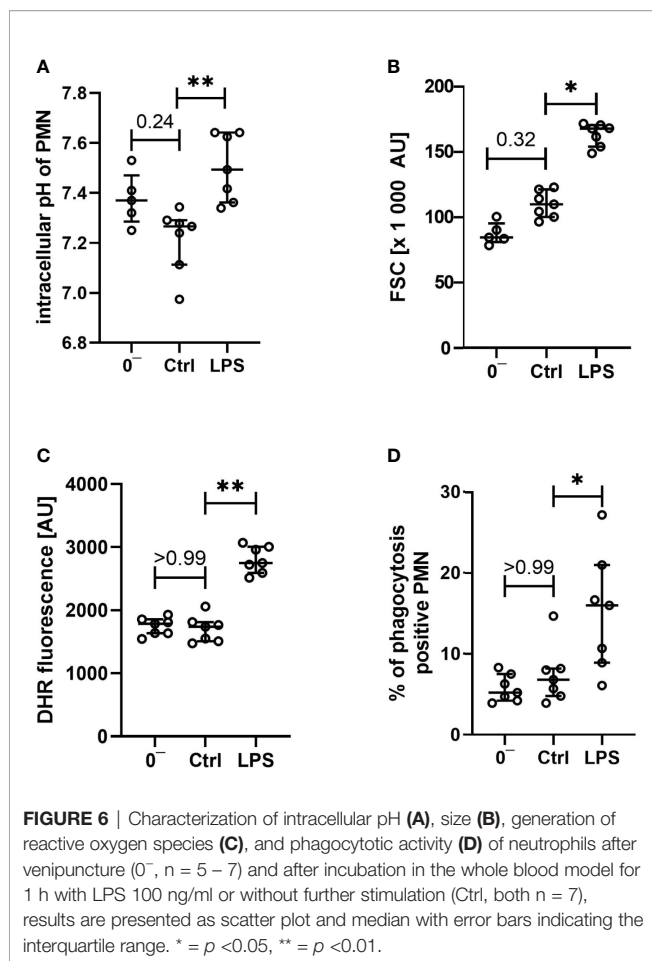 A
intracellular pH of PMN
7.8
7.6
7.4
7.2
7.0
6.8
0.24
**
0⁻ Ctrl LPS
B
FSC [x 1 000 AU]
200
150
100
50
0
0.32
*
0⁻ Ctrl LPS
C
DHR fluorescence [AU]
4000
3000
2000
1000
0
>0.99
**
0⁻ Ctrl LPS
D
% of phagocytosis
positive PMN
30
20
10
0
>0.99
*
0⁻ Ctrl LPS
FIGURE 6 | Characterization of intracellular pH (A), size (B), generation of
reactive oxygen species (C), and phagocytotic activity (D) of neutrophils after
venipuncture (0⁻, n = 5 – 7) and after incubation in the whole blood model for
1 h with LPS 100 ng/ml or without further stimulation (Ctrl, both n = 7),
results are presented as scatter plot and median with error bars indicating the
interquartile range. * = p <0.05, ** = p <0.01.